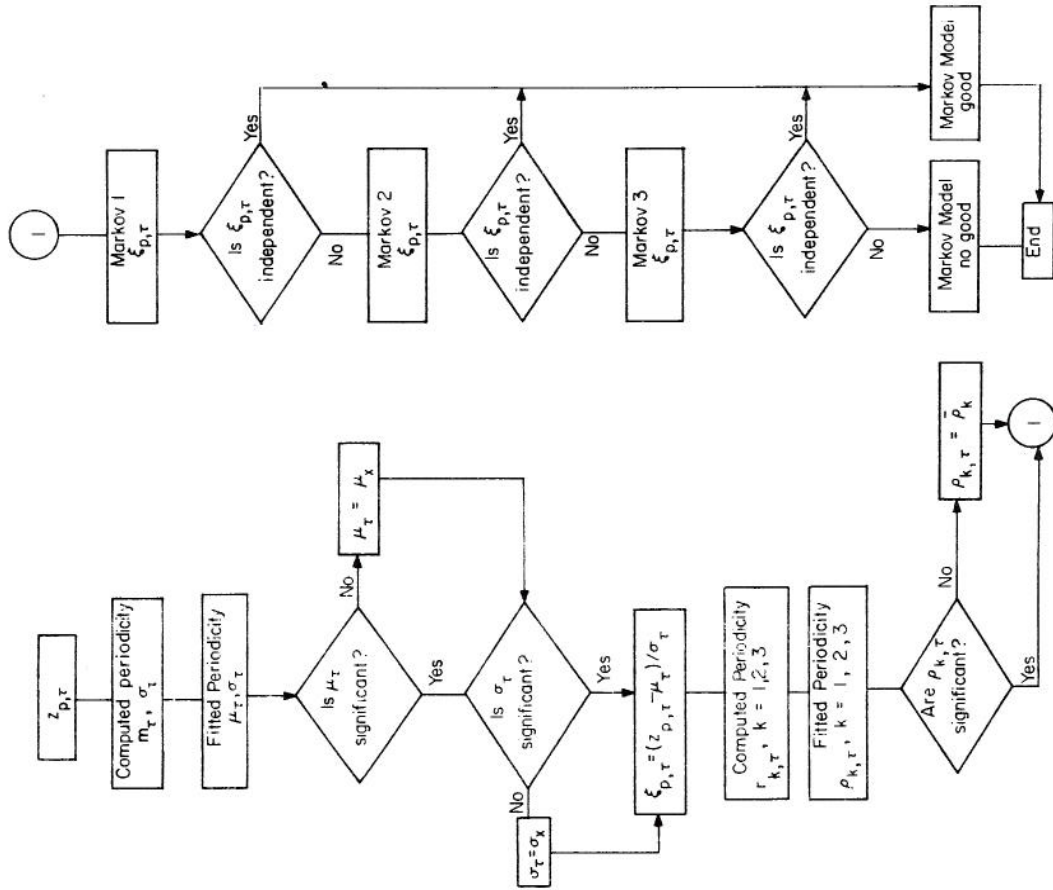 z_{p,τ}
Computed periodicity
m_τ, σ_τ
Fitted Periodicity
μ_τ, σ_τ
Is μ_τ
significant?
No
μ_τ = μ_x
Yes
Is σ_τ
significant?
No
σ_τ=σ_x
Yes
ξ_{p,τ}=(z_{p,τ}-μ_τ)/σ_τ
Computed Periodicity
r_{k,τ}, k = 1,2,3
Fitted Periodicity
ρ_{k,τ}, k = 1, 2, 3
Are ρ_{k,τ}
significant?
No
ρ_{k,τ} = ρ̄_k
Yes
1
1
Markov 1
ξ_{p,τ}
Is ξ_{p,τ}
independent?
Yes
No
Markov 2
ξ_{p,τ}
Is ξ_{p,τ}
independent?
Yes
No
Markov 3
ξ_{p,τ}
Is ξ_{p,τ}
independent?
Yes
No
Markov Model
no good
Markov Model
good
End